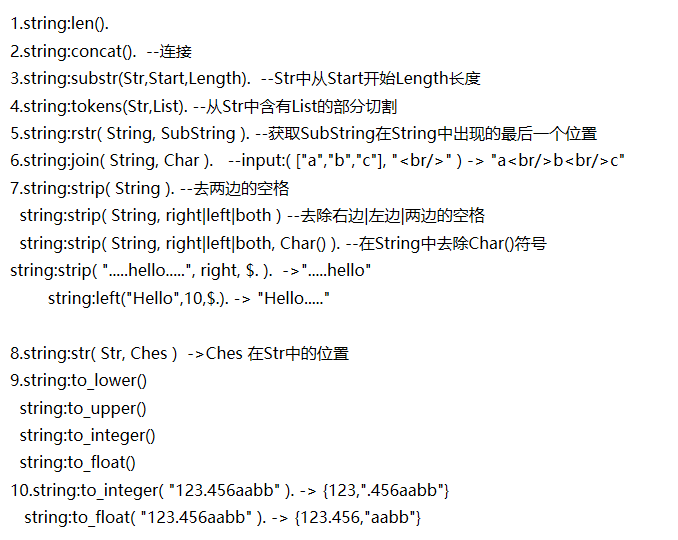 1.string:len().
2.string:concat().  --连接
3.string:substr(Str,Start,Length).  --Str中从Start开始Length长度
4.string:tokens(Str,List). --从Str中含有List的部分切割
5.string:rstr( String, SubString ). --获取SubString在String中出现的最后一个位置
6.string:join( String, Char ).   --input:( ["a","b","c"], "<br/>" ) -> "a<br/>b<br/>c"
7.string:strip( String ). --去两边的空格
string:strip( String, right|left|both ) --去除右边|左边|两边的空格
string:strip( String, right|left|both, Char() ). --在String中去除Char()符号
string:strip( ".....hello.....", right, $. ).  ->".....hello"
string:left("Hello",10,$.). -> "Hello....."
8.string:str( Str, Ches )  ->Ches 在Str中的位置
9.string:to_lower()
string:to_upper()
string:to_integer()
string:to_float()
10.string:to_integer( "123.456aabb" ). -> {123,".456aabb"}
string:to_float( "123.456aabb" ). -> {123.456,"aabb"}